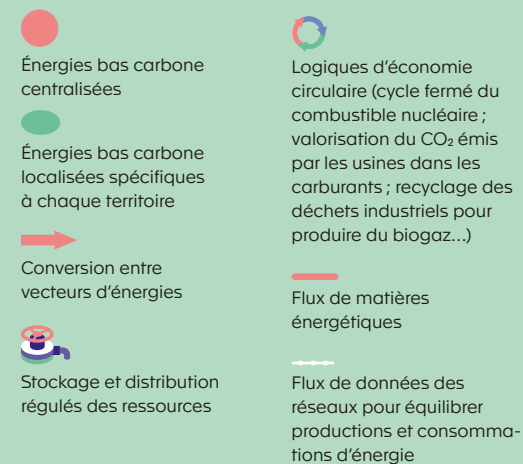 Énergies bas carbone
centralisées
Énergies bas carbone
localisées spécifiques
à chaque territoire
Conversion entre
vecteurs d’énergies
Stockage et distribution
régulés des ressources
Logiques d’économie
circulaire (cycle fermé du
combustible nucléaire ;
valorisation du CO₂ émis
par les usines dans les
carburants ; recyclage des
déchets industriels pour
produire du biogaz…)
Flux de matières
énergétiques
Flux de données des
réseaux pour équilibrer
productions et consomma-
tions d’énergie